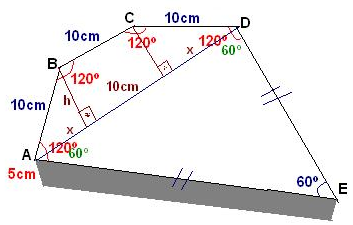 C 10cm D
10cm 120º x 120º
B 60º
120º 10cm
10cm h
x
A 120º 60º 60º E
5cm